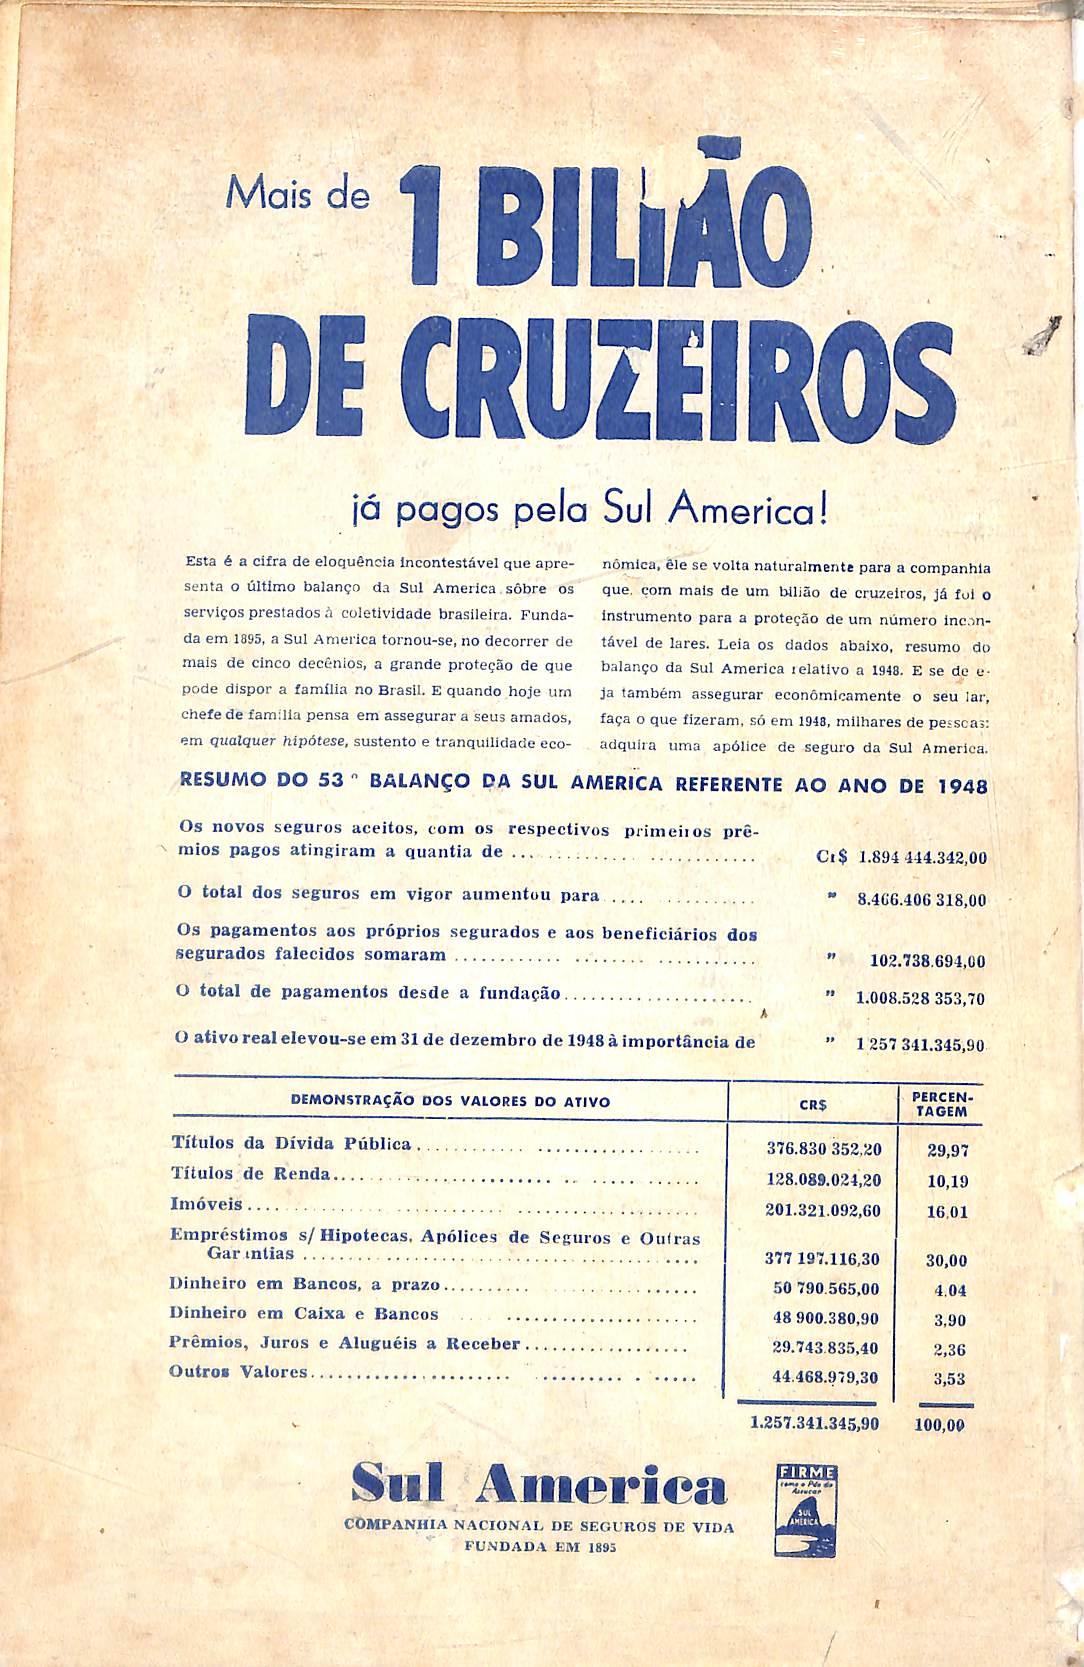 Mais de 1 BILIÃO
DE CRUZEIROS
já pagos pela Sul America!
Esta é a cifra de eloquência incontestável que apre-
senta o último balanço da Sul America sôbre os
serviços prestados à coletividade brasileira. Funda-
da em 1895, a Sul America tornou-se, no decorrer de
mais de cinco decênios, a grande proteção de que
pode dispor a família no Brasil. E quando hoje um
chefe de família pensa em assegurar a seus amados,
em qualquer hipótese, sustento e tranquilidade eco-
nômica, êle se volta naturalmente para a companhia
que, com mais de um bilião de cruzeiros, já foi o
instrumento para a proteção de um número incon-
tável de lares. Leia os dados abaixo, resumo do
balanço da Sul America relativo a 1948. E se de e-
ja também assegurar econômicamente o seu lar,
faça o que fizeram, só em 1948, milhares de pessoas:
adquira uma apólice de seguro da Sul America.
RESUMO DO 53º BALANÇO DA SUL AMERICA REFERENTE AO ANO DE 1948
Os novos seguros aceitos, com os respectivos primeiros prê-
mios pagos atingiram a quantia de ........................ Cr$ 1.894 444.342,00
O total dos seguros em vigor aumentou para ................ " 8.466.406 318,00
Os pagamentos aos próprios segurados e aos beneficiários dos
segurados falecidos somaram ................................ " 102.738.694,00
O total de pagamentos desde a fundação..................... " 1.008.528 353,70
O ativo real elevou-se em 31 de dezembro de 1948 à importância de " 1 257 341.345,90
DEMONSTRAÇÃO DOS VALORES DO ATIVO CR$ PERCEN-
TAGEM
Títulos da Dívida Pública ............................. 376.830 352,20 29,97
Títulos de Renda....................................... 128.089.024,20 10,19
Imóveis................................................ 201.321.092,60 16,01
Empréstimos s/ Hipotecas, Apólices de Seguros e Outras
Garantias ............................................. 377 197.116,30 30,00
Dinheiro em Bancos, a prazo............................ 50 790.565,00 4,04
Dinheiro em Caixa e Bancos ...................... 48 900.380,90 3,90
Prêmios, Juros e Aluguéis a Receber.................. 29.743.835,40 2,36
Outros Valores......................................... 44.468.979,30 3,53
1.257.341.345,90 100,00
Sul America
COMPANHIA NACIONAL DE SEGUROS DE VIDA
FUNDADA EM 1895
FIRME
como o Pão de
Assucar
SUL
AMERICA